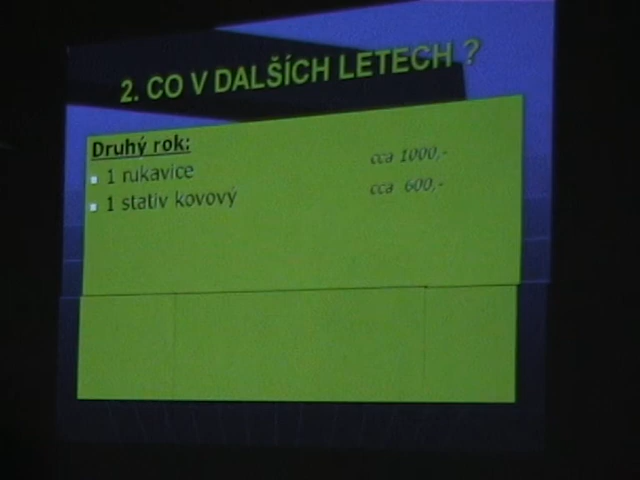 2. CO V DALŠÍCH LETECH ?
Druhý rok:
1 rukavice cca 1000,-
1 stativ kovový cca 600,-